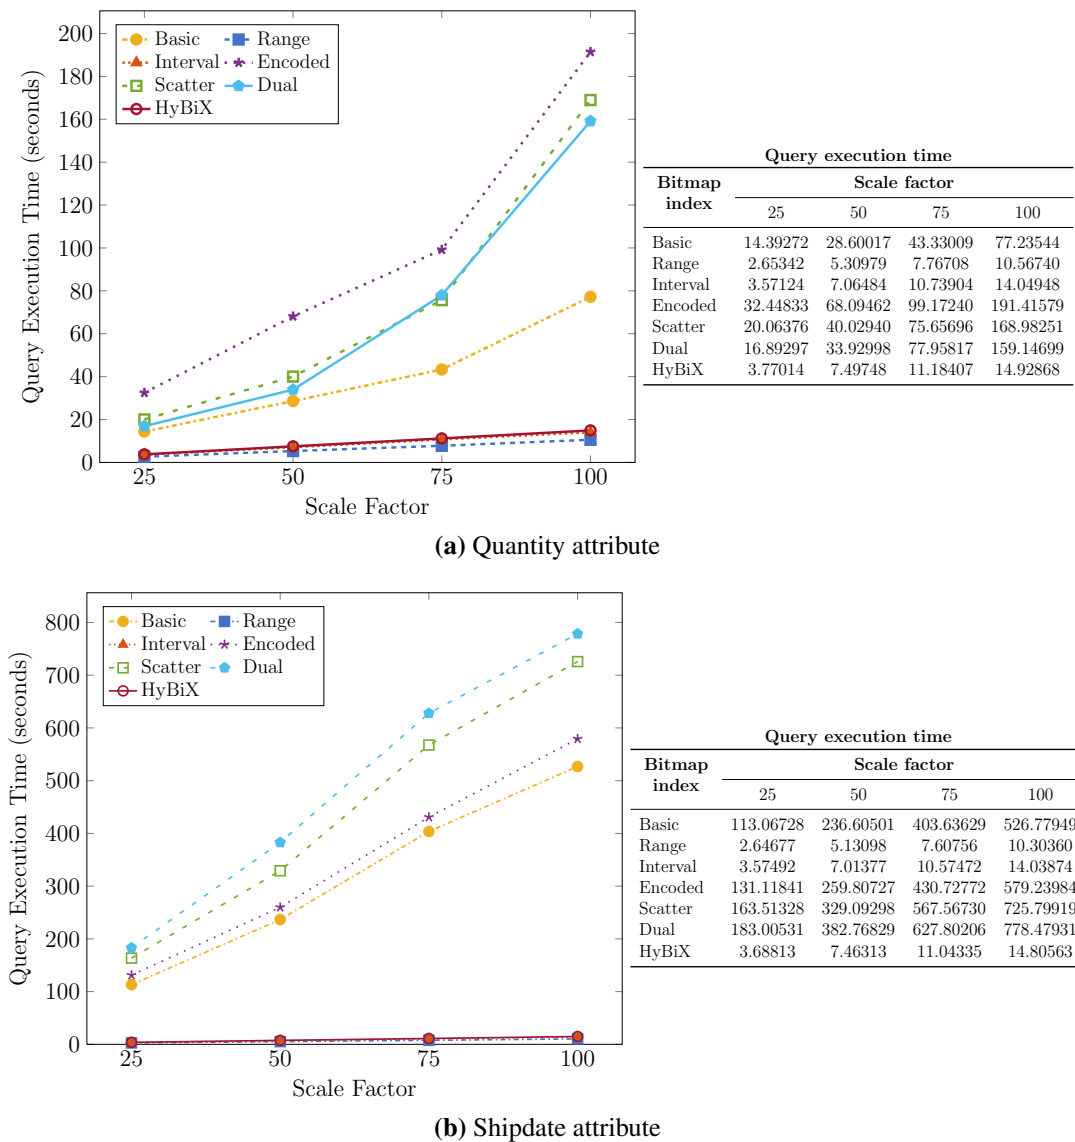 200
180
160
140
120
100
80
60
40
20
0
25 50 75 100
Query Execution Time (seconds)
Scale Factor
Basic Range
Interval Encoded
Scatter Dual
HyBiX
Query execution time
Bitmap index Scale factor
25 50 75 100
Basic 14.39272 28.60017 43.33009 77.23544
Range 2.65342 5.30979 7.76708 10.56740
Interval 3.57124 7.06484 10.73904 14.04948
Encoded 32.44833 68.09462 99.17240 191.41579
Scatter 20.06376 40.02940 75.65696 168.98251
Dual 16.89297 33.92998 77.95817 159.14699
HyBiX 3.77014 7.49748 11.18407 14.92868
(a) Quantity attribute
800
700
600
500
400
300
200
100
0
25 50 75 100
Query Execution Time (seconds)
Scale Factor
Basic Range
Interval Encoded
Scatter Dual
HyBiX
Query execution time
Bitmap index Scale factor
25 50 75 100
Basic 113.06728 236.60501 403.63629 526.77949
Range 2.64677 5.13098 7.60756 10.30360
Interval 3.57492 7.01377 10.57472 14.03874
Encoded 131.11841 259.80727 430.72772 579.23984
Scatter 163.51328 329.09298 567.56730 725.79919
Dual 183.00531 382.76829 627.80206 778.47931
HyBiX 3.68813 7.46313 11.04335 14.80563
(b) Shipdate attribute